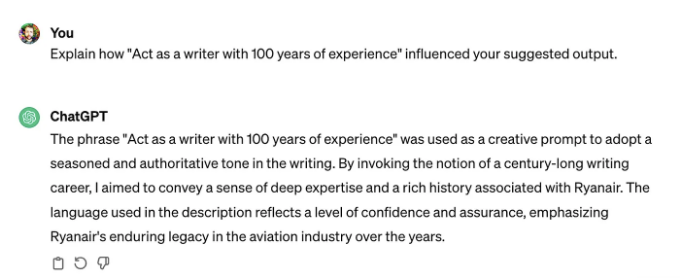 You
Explain how "Act as a writer with 100 years of experience" influenced your suggested output.
ChatGPT
The phrase "Act as a writer with 100 years of experience" was used as a creative prompt to adopt a
seasoned and authoritative tone in the writing. By invoking the notion of a century-long writing
career, I aimed to convey a sense of deep expertise and a rich history associated with Ryanair. The
language used in the description reflects a level of confidence and assurance, emphasizing
Ryanair's enduring legacy in the aviation industry over the years.